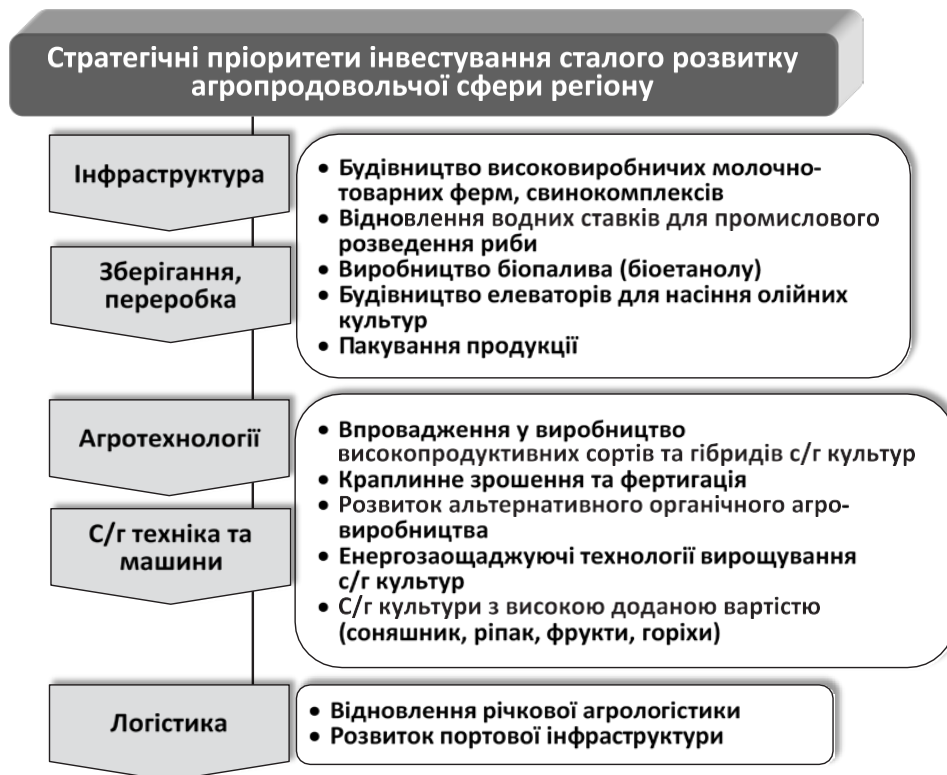 Стратегічні пріоритети інвестування сталого розвитку
агропродовольчої сфери регіону
Інфраструктура
Зберігання,
переробка
• Будівництво високовиробничих молочно-
товарних ферм, свинокомплексів
• Відновлення водних ставків для промислового
розведення риби
• Виробництво біопалива (біоетанолу)
• Будівництво елеваторів для насіння олійних
культур
• Пакування продукції
Агротехнології
С/г техніка та
машини
• Впровадження у виробництво
високопродуктивних сортів та гібридів с/г культур
• Краплинне зрошення та фертигація
• Розвиток альтернативного органічного агро-
виробництва
• Енергозаощаджуючі технології вирощування
с/г культур
• С/г культури з високою доданою вартістю
(соняшник, ріпак, фрукти, горіхи)
Логістика
• Відновлення річкової агрологістики
• Розвиток портової інфраструктури